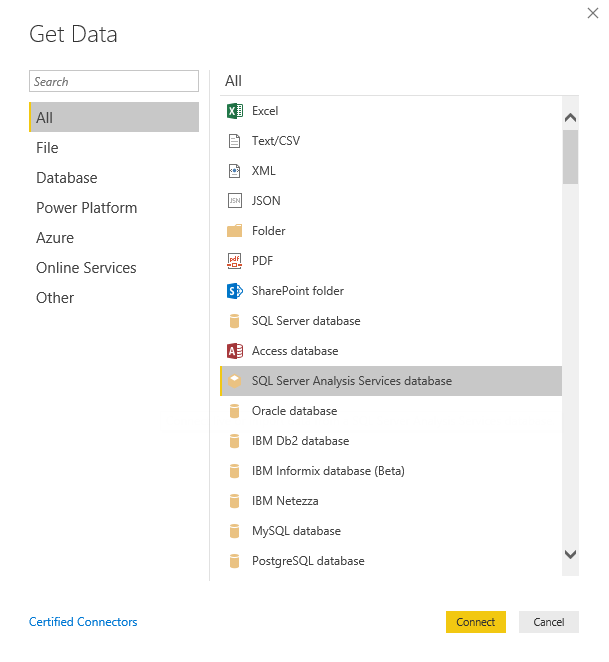 Get Data
Search
All
File
Database
Power Platform
Azure
Online Services
Other
All
Excel
Text/CSV
XML
JSON
Folder
PDF
SharePoint folder
SQL Server database
Access database
SQL Server Analysis Services database
Oracle database
IBM Db2 database
IBM Informix database (Beta)
IBM Netezza
MySQL database
PostgreSQL database
Certified Connectors
Connect
Cancel